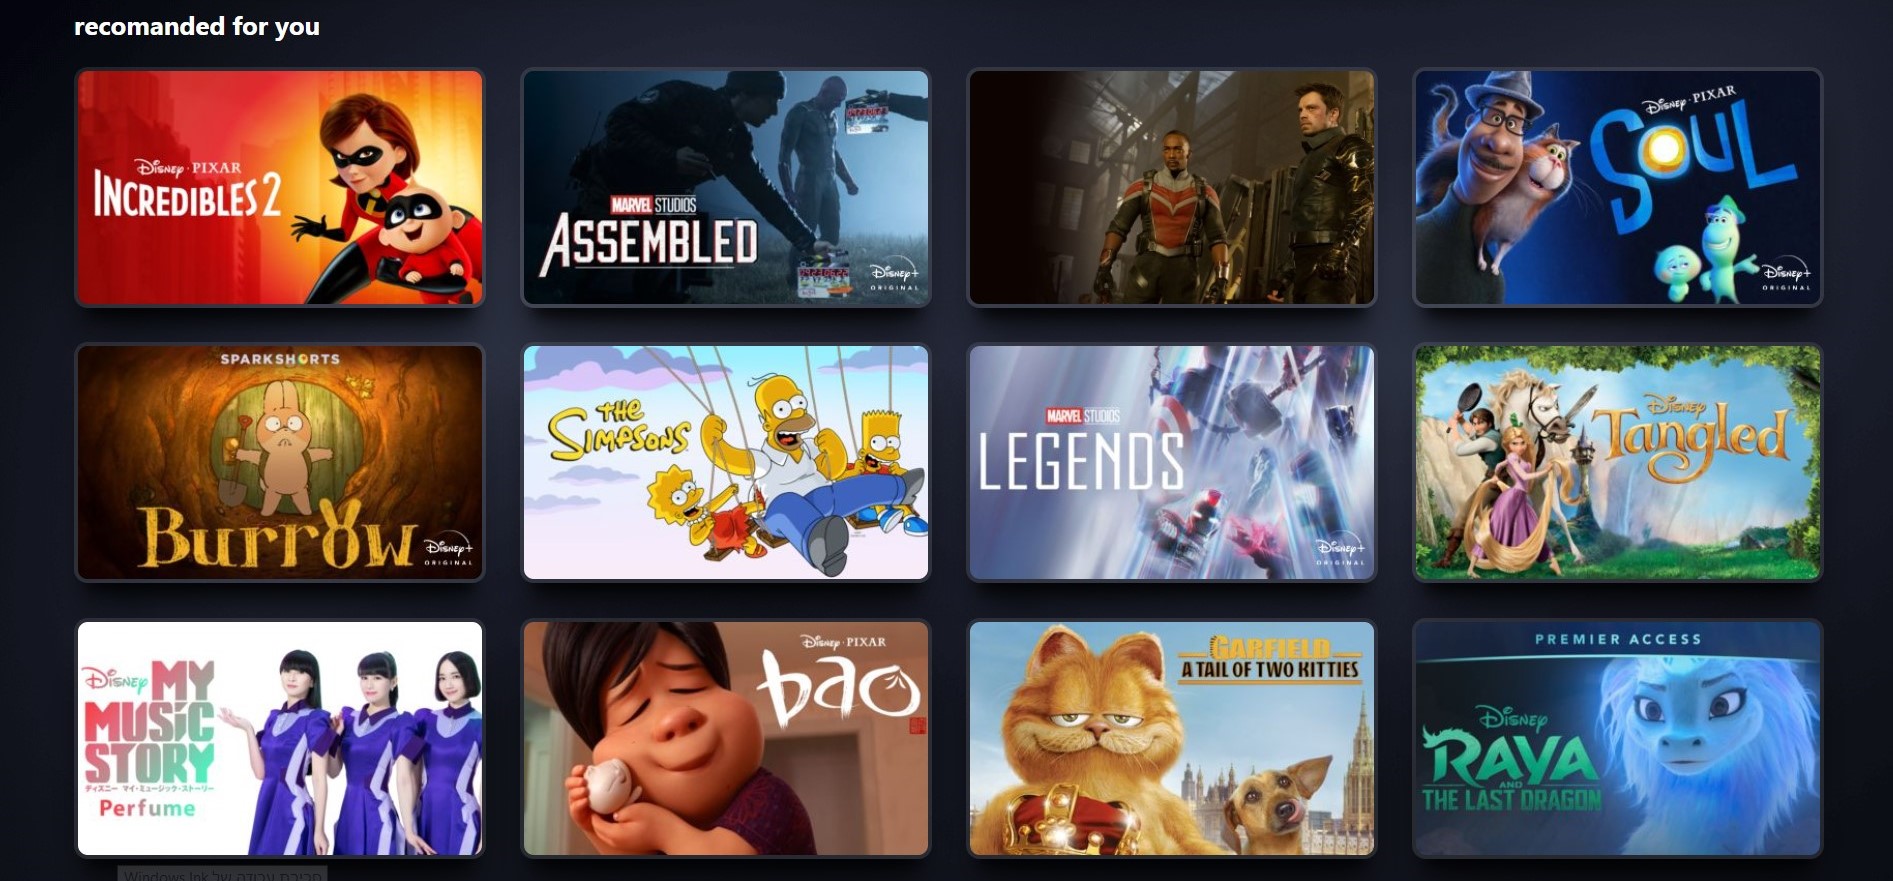 recomanded for you
DISNEY · PIXAR
INCREDIBLES 2
MARVEL STUDIOS
ASSEMBLED
DISNEY+
ORIGINAL
DISNEY · PIXAR
SOUL
DISNEY+
ORIGINAL
SPARKSHORTS
BURROW
DISNEY+
ORIGINAL
THE
SIMPSONS
MARVEL STUDIOS
LEGENDS
DISNEY+
ORIGINAL
DISNEY
Tangled
DISNEY MY
MUSIC
STORY
ディズニー マイ・ミュージック・ストーリー
Perfume
DISNEY · PIXAR
bao
GARFIELD
A TAIL OF TWO KITTIES
PREMIER ACCESS
DISNEY
RAYA
AND
THE LAST DRAGON
סביבת עבודה של Windows Ink